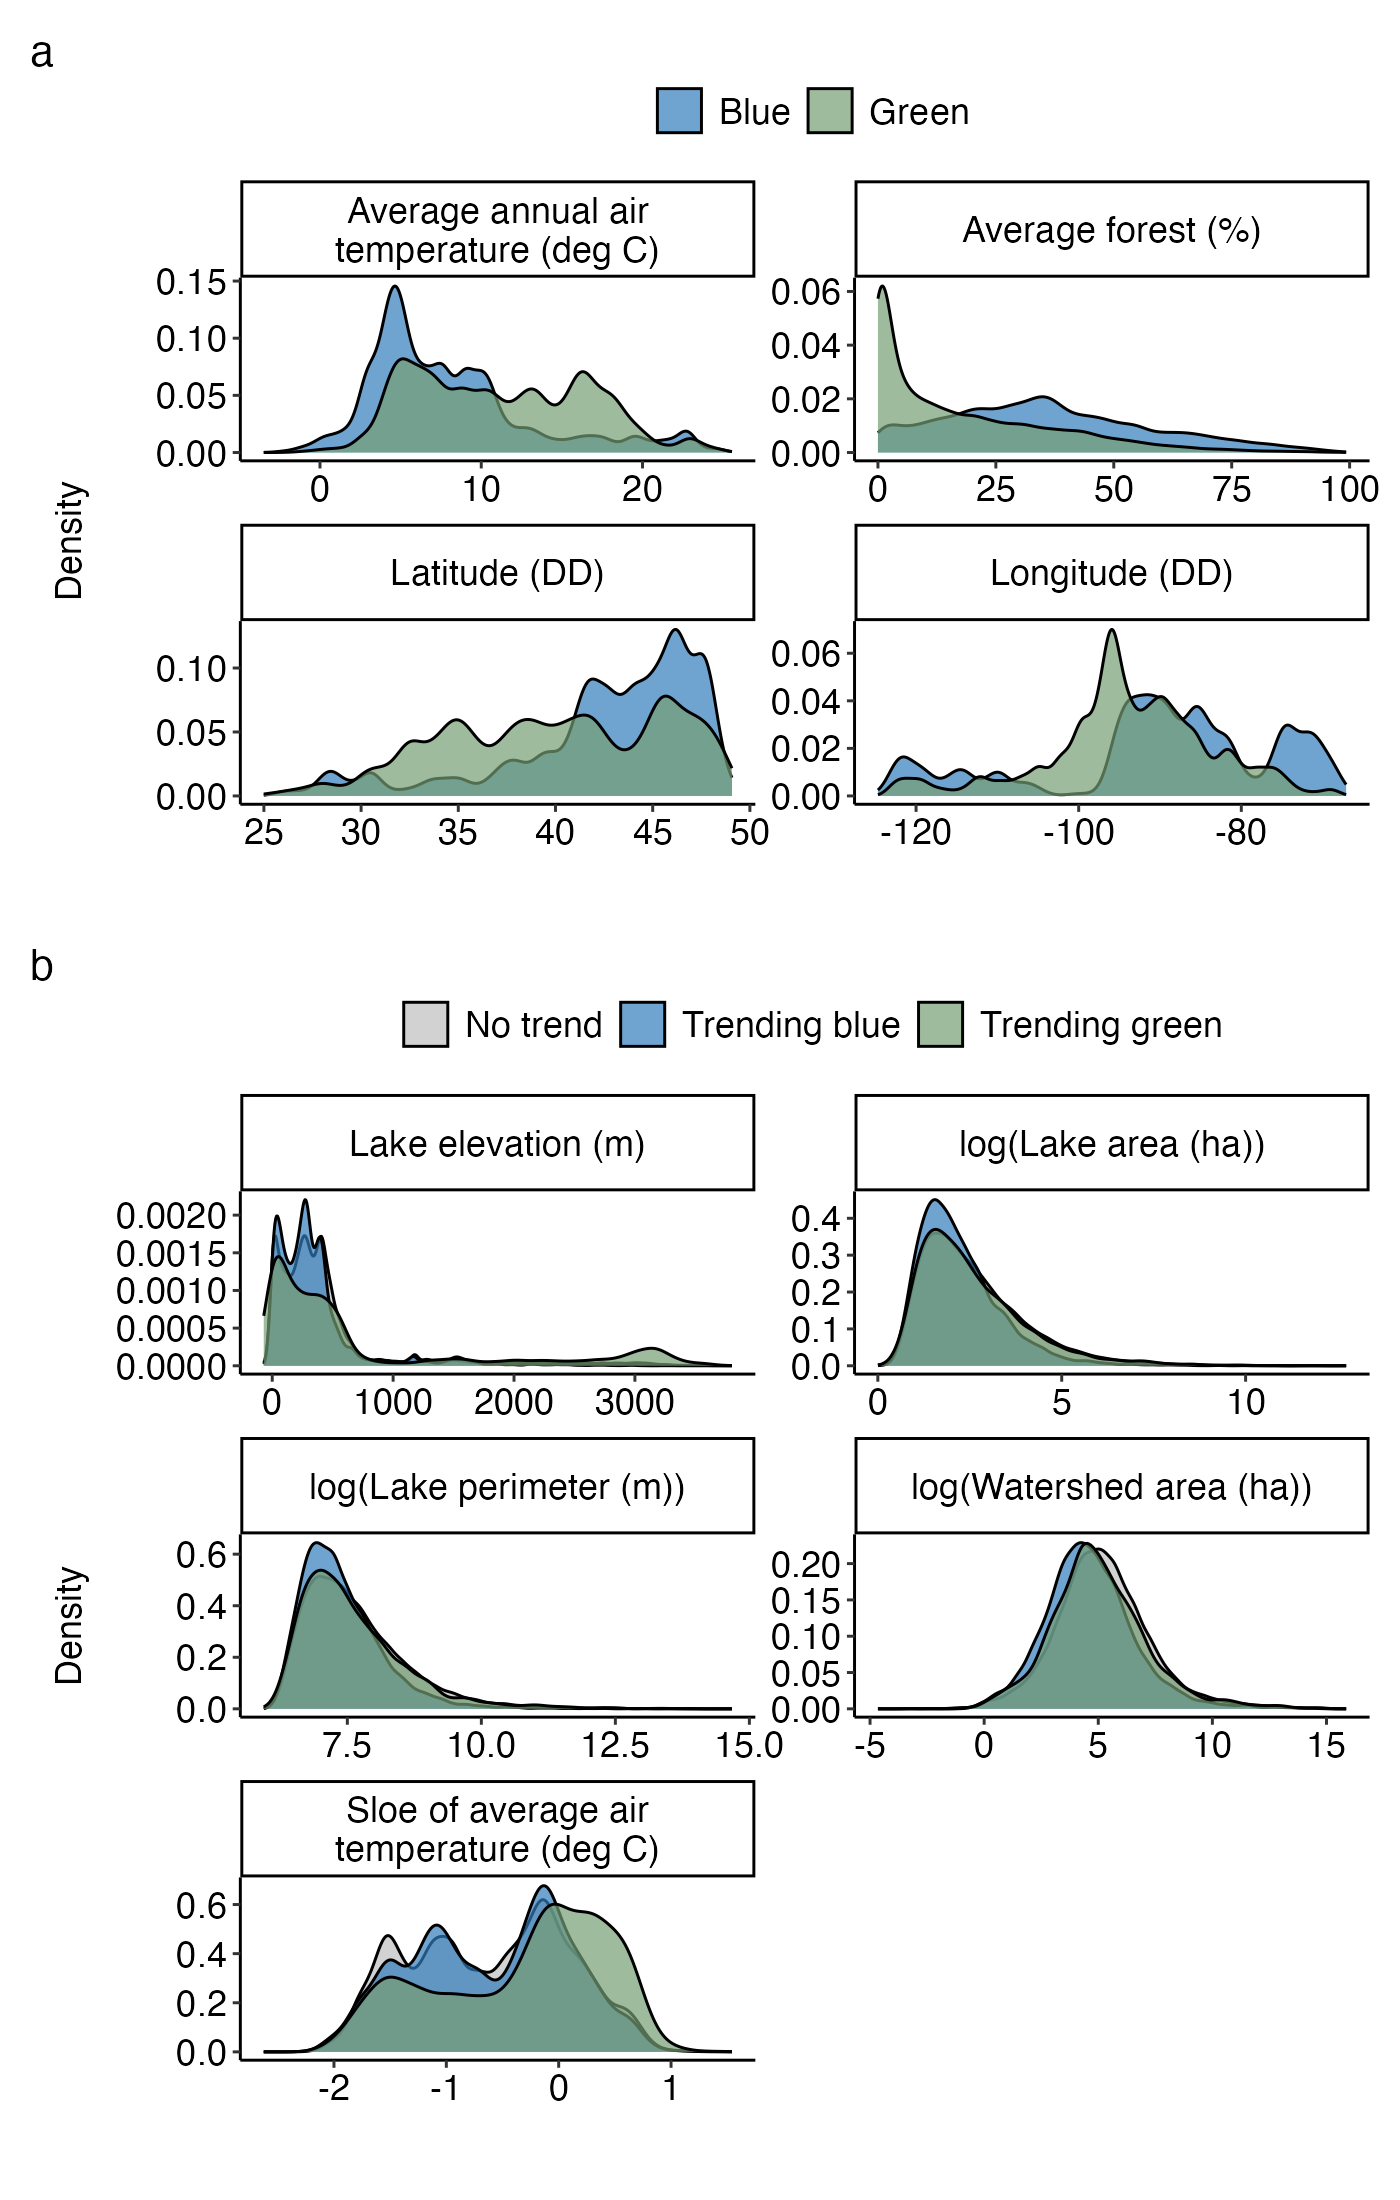 a
Blue Green
Average annual air
temperature (deg C)
Average forest (%)
0.15
0.10
0.05
0.00
0 10 20
0.06
0.04
0.02
0.00
0 25 50 75 100
Density
Latitude (DD)
Longitude (DD)
0.10
0.05
0.00
25 30 35 40 45 50
0.06
0.04
0.02
0.00
-120 -100 -80
b
No trend Trending blue Trending green
Lake elevation (m)
log(Lake area (ha))
0.0020
0.0015
0.0010
0.0005
0.0000
0 1000 2000 3000
0.4
0.3
0.2
0.1
0.0
0 5 10
Density
log(Lake perimeter (m))
log(Watershed area (ha))
0.6
0.4
0.2
0.0
7.5 10.0 12.5 15.0
0.20
0.15
0.10
0.05
0.00
-5 0 5 10 15
Sloe of average air
temperature (deg C)
0.6
0.4
0.2
0.0
-2 -1 0 1